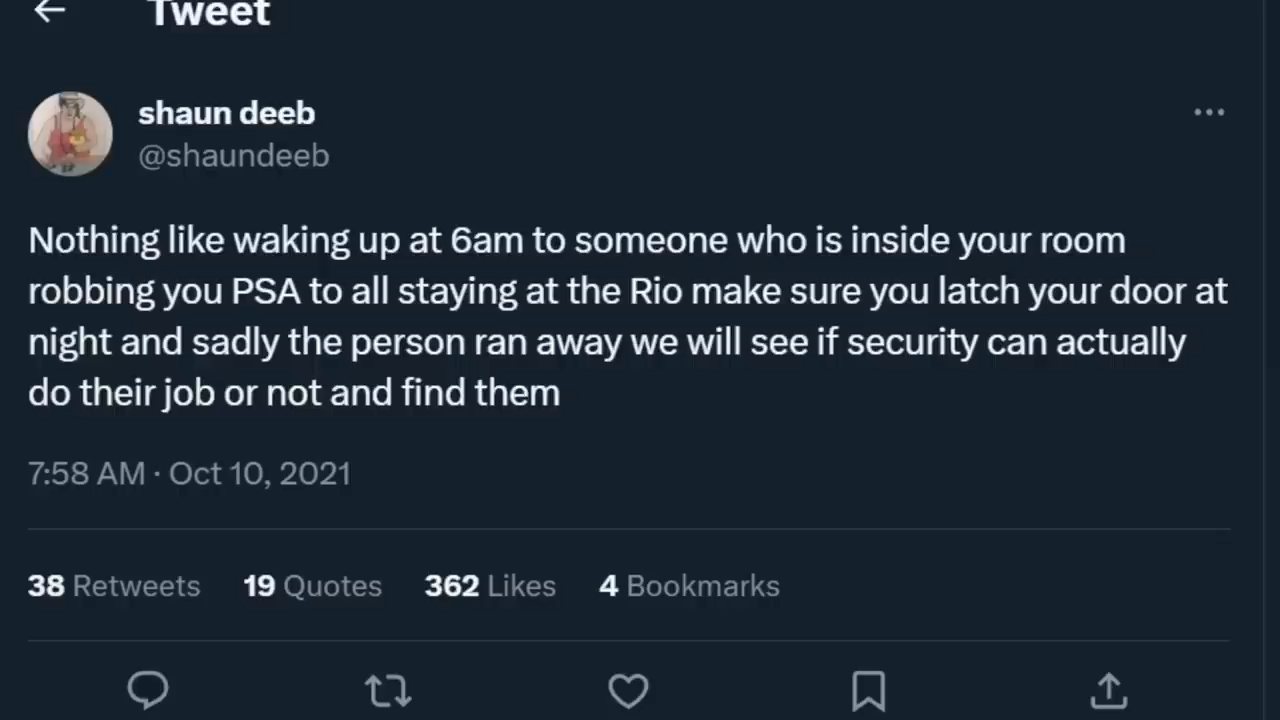 Tweet
shaun deeb
@shaundeeb
Nothing like waking up at 6am to someone who is inside your room
robbing you PSA to all staying at the Rio make sure you latch your door at
night and sadly the person ran away we will see if security can actually
do their job or not and find them
7:58 AM · Oct 10, 2021
38 Retweets 19 Quotes 362 Likes 4 Bookmarks